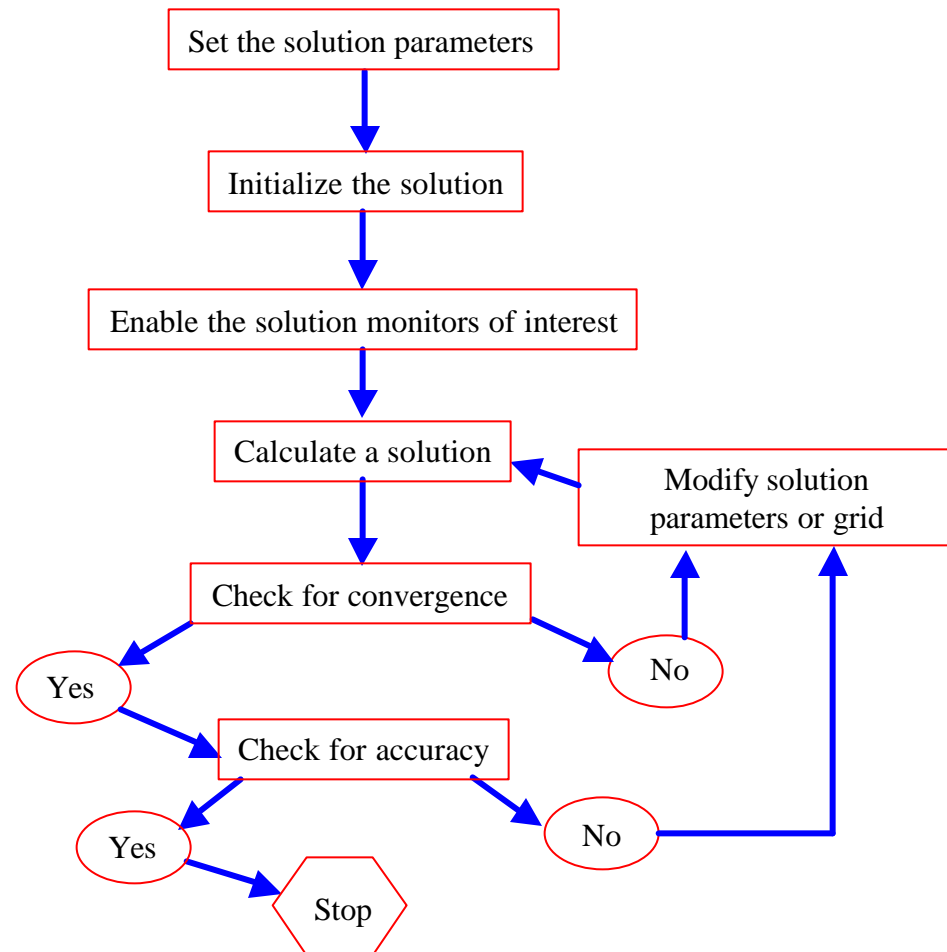 Set the solution parameters
Initialize the solution
Enable the solution monitors of interest
Calculate a solution
Modify solution
parameters or grid
Check for convergence
Yes
No
Check for accuracy
Yes
No
Stop